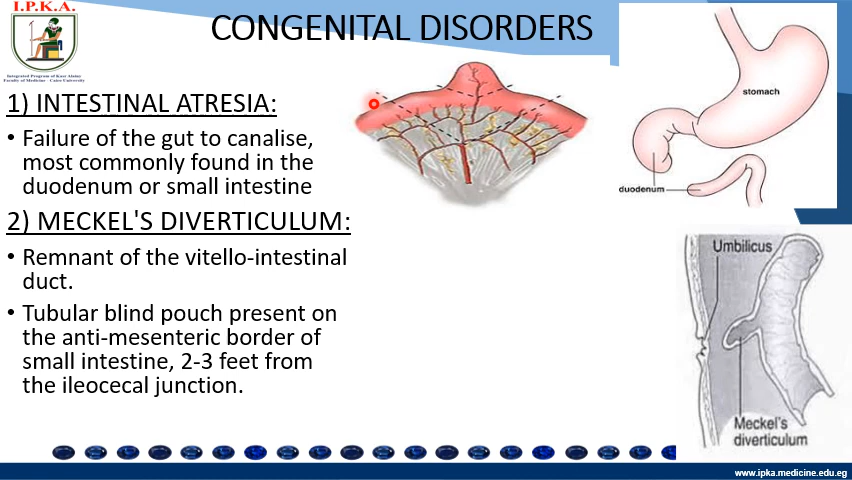 I.P.K.A.
Integrated Program of Kasr Alainy
Faculty of Medicine - Cairo University
CONGENITAL DISORDERS
1) INTESTINAL ATRESIA:
• Failure of the gut to canalise,
most commonly found in the
duodenum or small intestine
2) MECKEL'S DIVERTICULUM:
• Remnant of the vitello-intestinal
duct.
• Tubular blind pouch present on
the anti-mesenteric border of
small intestine, 2-3 feet from
the ileocecal junction.
stomach
duodenum
Umbilicus
Meckel's
diverticulum
www.ipka.medicine.edu.eg